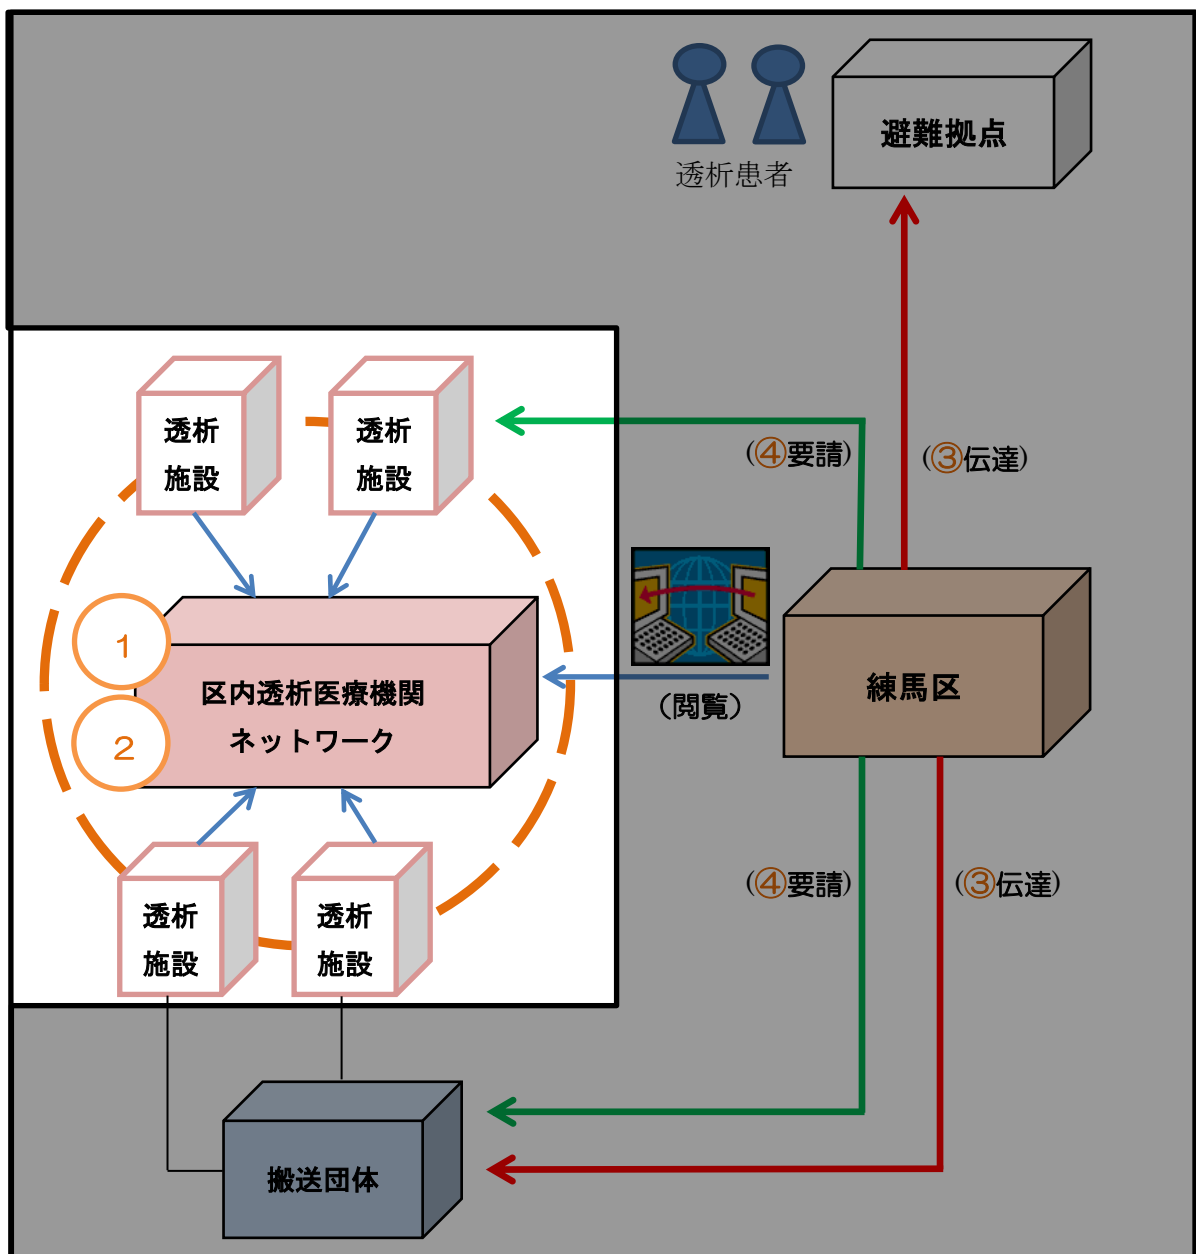 避難拠点
透析患者
透析
施設
透析
施設
(④要請)
(③伝達)
1
2
区内透析医療機関
ネットワーク
(閲覧)
練馬区
透析
施設
透析
施設
(④要請)
(③伝達)
搬送団体